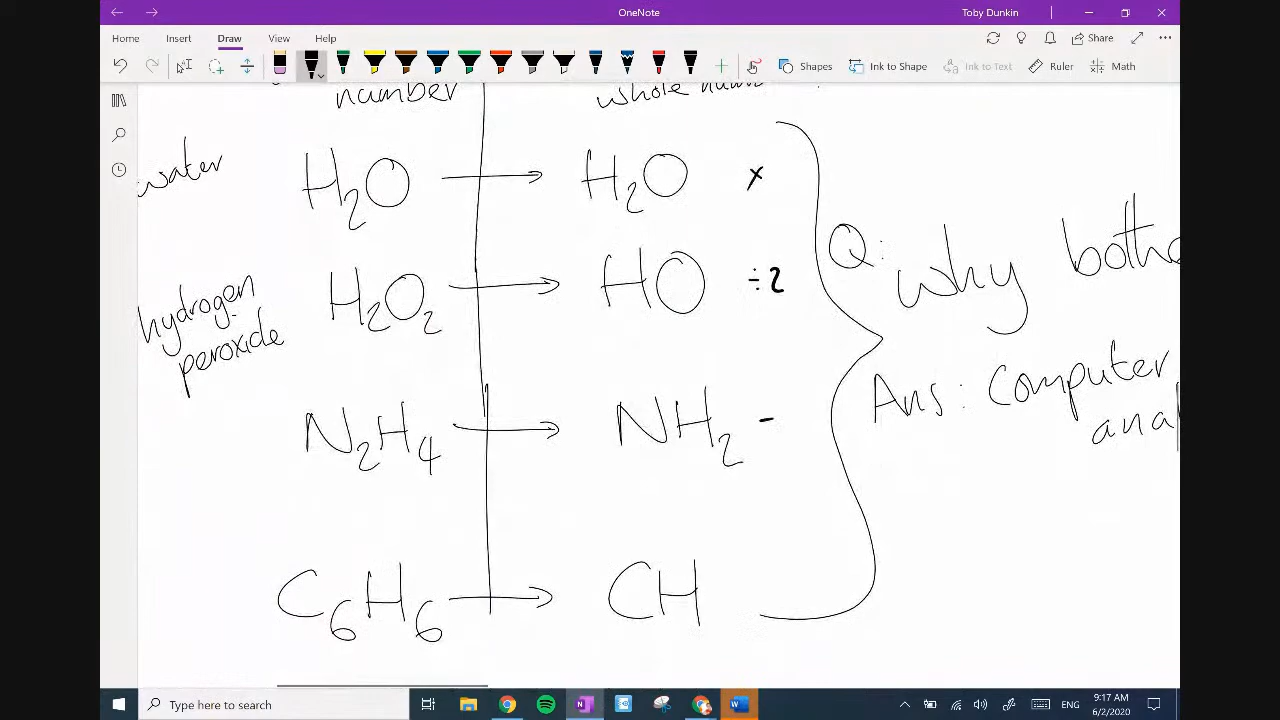 OneNote
Toby Dunkin
Home Insert Draw View Help
Share
Shapes Ink to Shape Ink to Text Ruler Math
number
whole
water H2O → H2O x
Q: why
hydrogen peroxide H2O2 → HO ÷2
Ans: Computer
N2H4 → NH2 -
C6H6 → CH
Type here to search
ENG
9:17 AM
6/2/2020